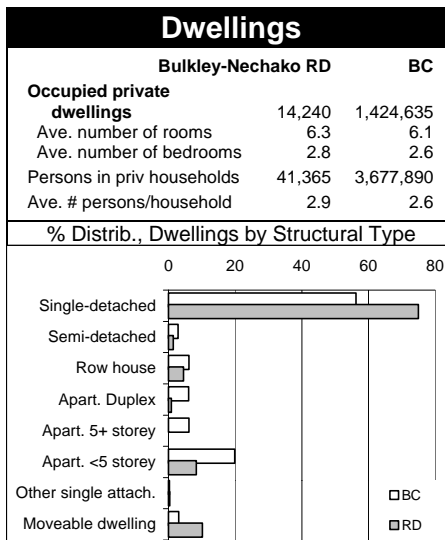 Dwellings
Bulkley-Nechako RD BC
Occupied private
dwellings 14,240 1,424,635
Ave. number of rooms 6.3 6.1
Ave. number of bedrooms 2.8 2.6
Persons in priv households 41,365 3,677,890
Ave. # persons/household 2.9 2.6
% Distrib., Dwellings by Structural Type
0 20 40 60 80
Single-detached
Semi-detached
Row house
Apart. Duplex
Apart. 5+ storey
Apart. <5 storey
Other single attach.
BC
Moveable dwelling
RD